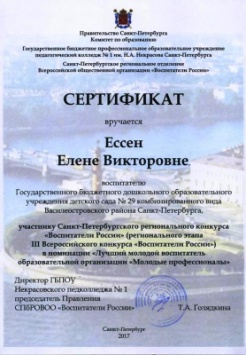 Правительство Санкт-Петербурга
Комитет по образованию
Государственное бюджетное профессиональное образовательное учреждение
педагогический колледж № 1 им. Н.А. Некрасова Санкт-Петербурга
Санкт-Петербургское региональное отделение
Всероссийской общественной организации «Воспитатели России»
СЕРТИФИКАТ
вручается
Ессен
Елене Викторовне
воспитателю
Государственного бюджетного дошкольного образовательного
учреждения детского сада № 29 комбинированного вида
Василеостровского района Санкт-Петербурга,
участнику Санкт-Петербургского регионального конкурса
«Воспитатели России» (регионального этапа
III Всероссийского конкурса «Воспитатели России»)
в номинации «Лучший молодой воспитатель
образовательной организации «Молодые профессионалы»
Директор ГБПОУ
Некрасовского педколледжа № 1
председатель Правления
СПбРОВОО «Воспитатели России»
Т.А. Голядкина
Санкт-Петербург
2017